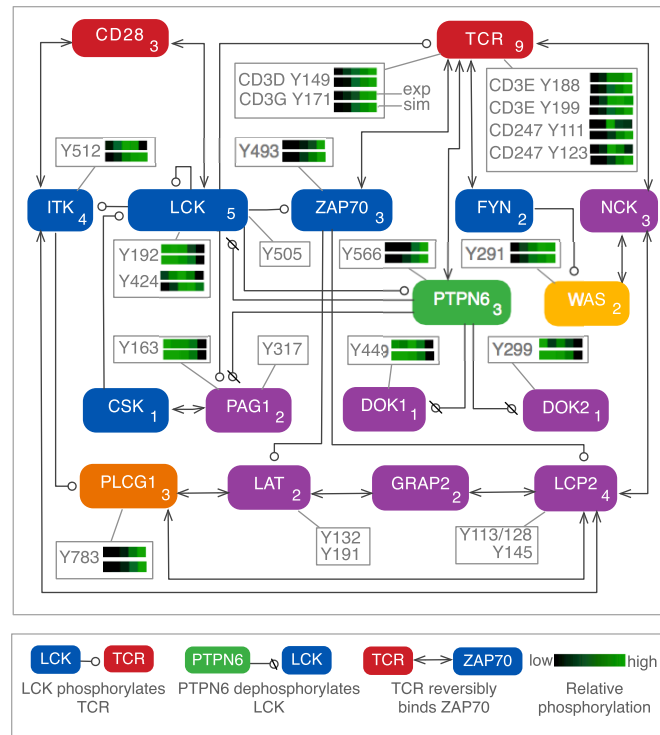 CD28 3
TCR 9
CD3D Y149
CD3G Y171
exp
sim
CD3E Y188
CD3E Y199
CD247 Y111
CD247 Y123
Y512
Y493
ITK 4
LCK 5
ZAP70 3
FYN 2
NCK 3
Y192
Y424
Y505
Y566
Y291
PTPN6 3
WAS 2
Y163
Y317
Y449
Y299
CSK 1
PAG1 2
DOK1 1
DOK2 1
PLCG1 3
LAT 2
GRAP2 2
LCP2 4
Y783
Y132
Y191
Y113/128
Y145
LCK TCR
LCK phosphorylates
TCR
PTPN6 LCK
PTPN6 dephosphorylates
LCK
TCR ZAP70
TCR reversibly
binds ZAP70
low high
Relative
phosphorylation